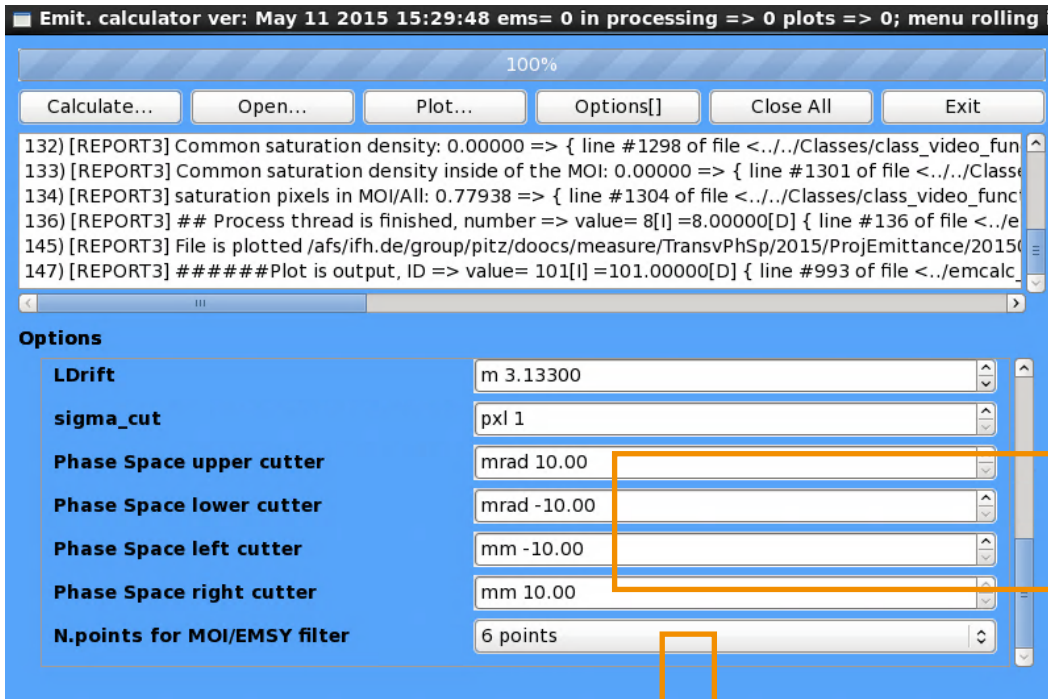 Emit. calculator ver: May 11 2015 15:29:48 ems= 0 in processing => 0 plots => 0; menu rolling
100%
Calculate... Open... Plot... Options[] Close All Exit
132) [REPORT3] Common saturation density: 0.00000 => { line #1298 of file <../../Classes/class_video_fun
133) [REPORT3] Common saturation density inside of the MOI: 0.00000 => { line #1301 of file <../../Classe
134) [REPORT3] saturation pixels in MOI/All: 0.77938 => { line #1304 of file <../../Classes/class_video_funct
136) [REPORT3] ## Process thread is finished, number => value= 8[I] =8.00000[D] { line #136 of file <../e
145) [REPORT3] File is plotted /afs/ifh.de/group/pitz/doocs/measure/TransvPhSp/2015/ProjEmittance/2015
147) [REPORT3] ######Plot is output, ID => value= 101[I] =101.00000[D] { line #993 of file <../emcalc_
Options
LDrift m 3.13300
sigma_cut pxl 1
Phase Space upper cutter mrad 10.00
Phase Space lower cutter mrad -10.00
Phase Space left cutter mm -10.00
Phase Space right cutter mm 10.00
N.points for MOI/EMSY filter 6 points